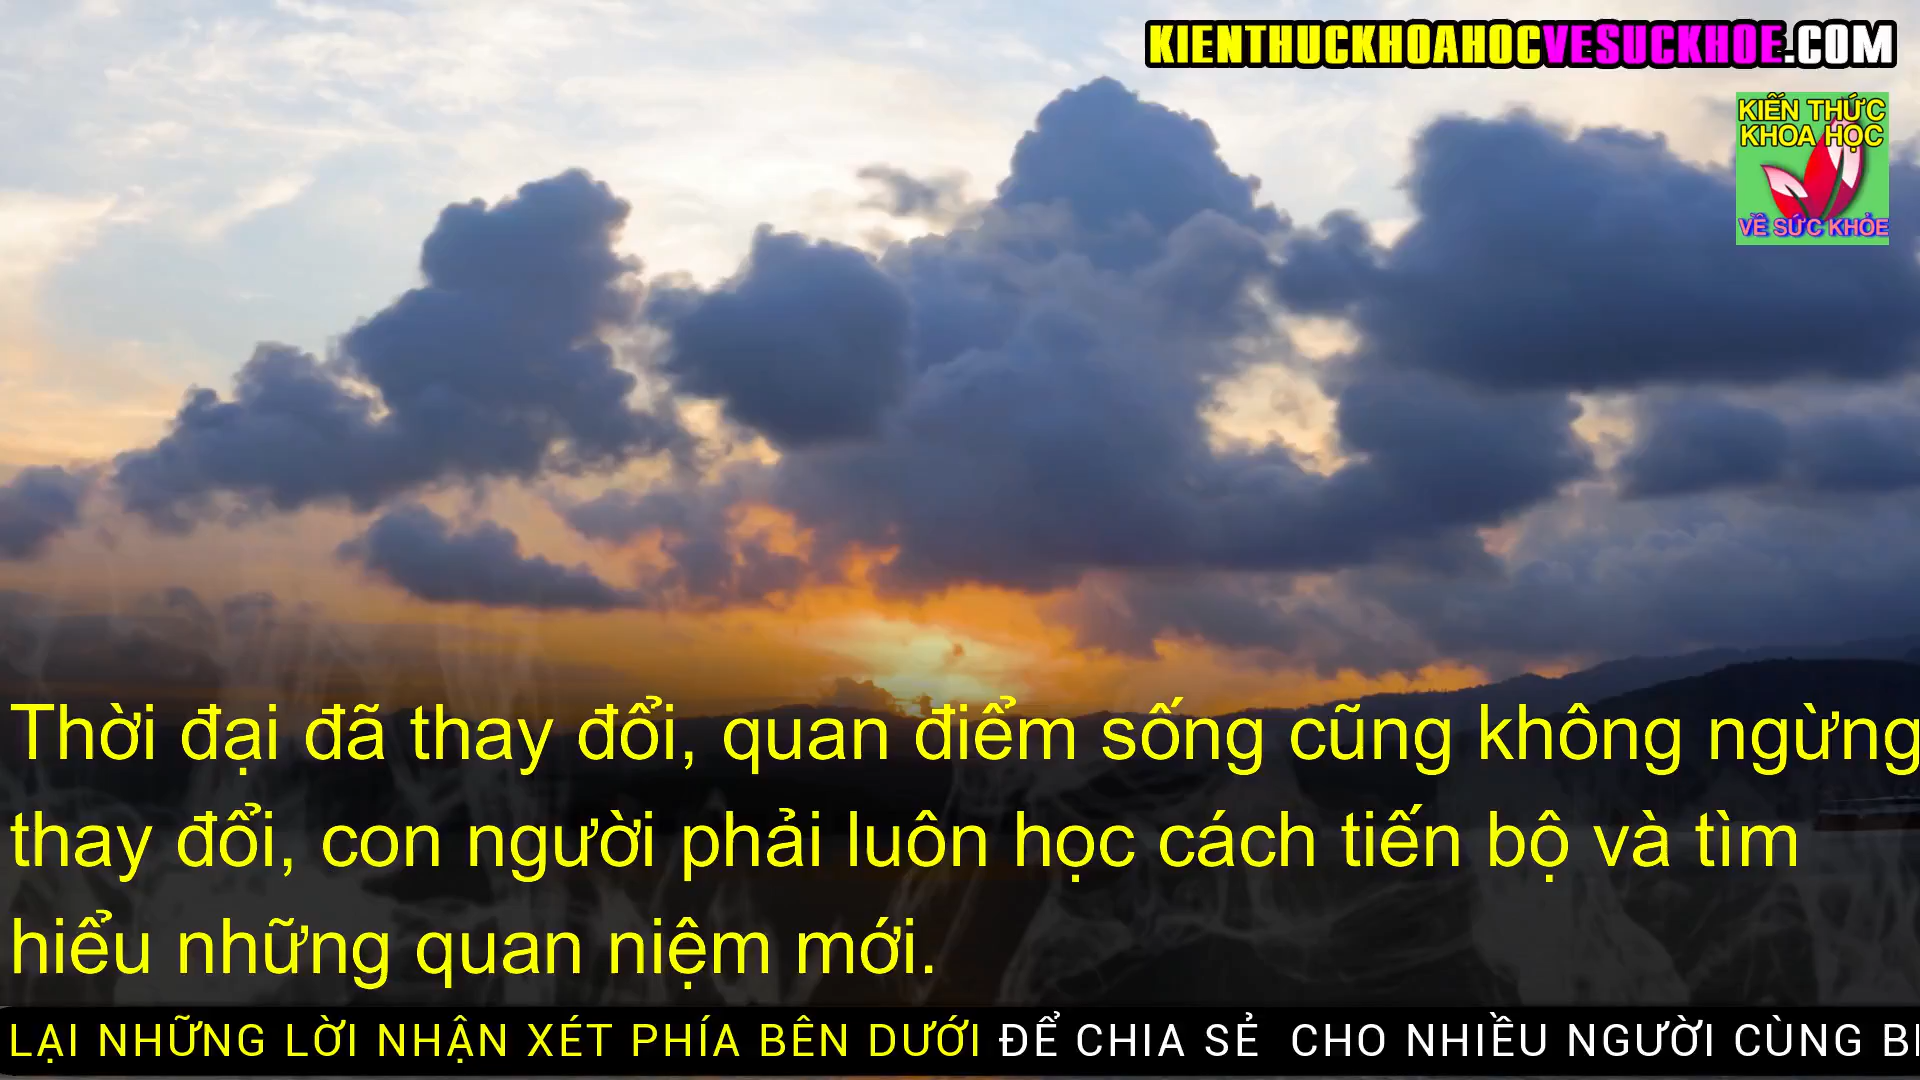 KIENTHUCKHOAHOCVESUCKHOE.COM
KIẾN THỨC
KHOA HỌC
VỀ SỨC KHỎE
Thời đại đã thay đổi, quan điểm sống cũng không ngừng
thay đổi, con người phải luôn học cách tiến bộ và tìm
hiểu những quan niệm mới.
LẠI NHỮNG LỜI NHẬN XÉT PHÍA BÊN DƯỚI ĐỂ CHIA SẺ CHO NHIỀU NGƯỜI CÙNG